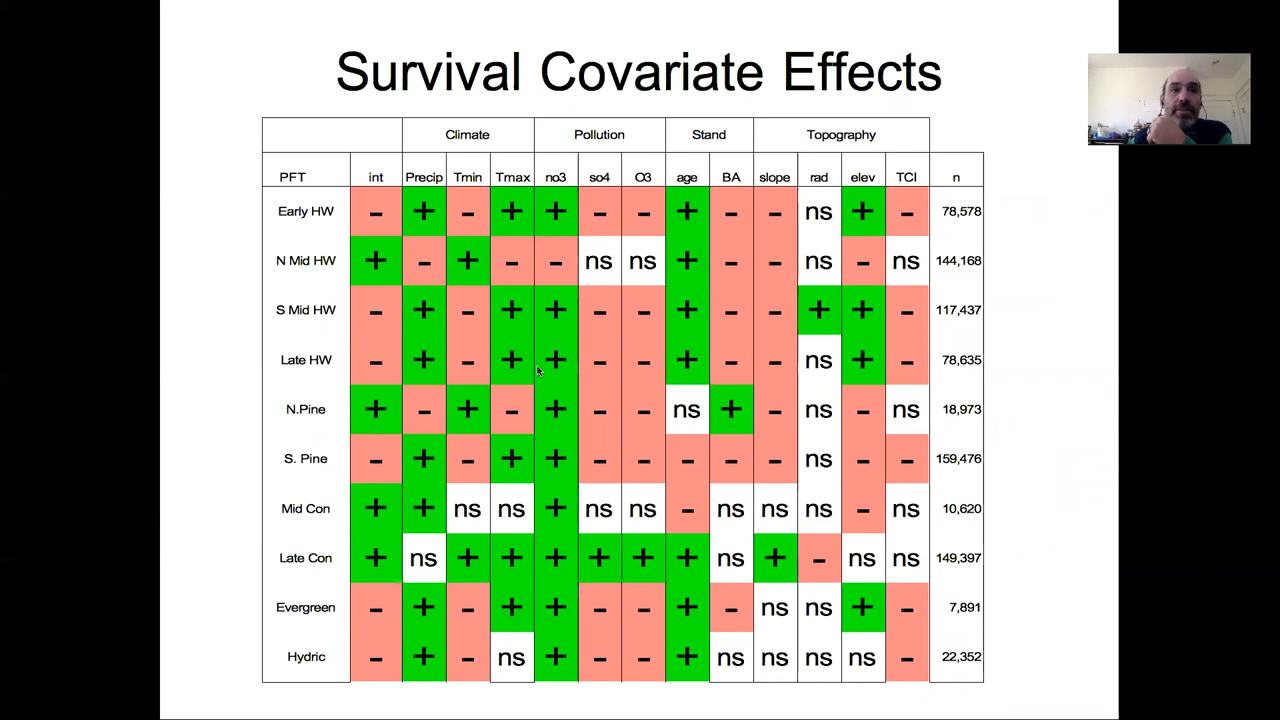 Survival Covariate Effects
Climate Pollution Stand Topography
PFT int Precip Tmin Tmax no3 so4 O3 age BA slope rad elev TCI n
Early HW - + - + + - - + - - ns + - 78,578
N Mid HW + - + - - ns ns + - - ns - ns 144,168
S Mid HW - + - + + - - + - - + + - 117,437
Late HW - + - + + - - + - - ns + - 78,635
N.Pine + - + - + - - ns + - ns - ns 18,973
S. Pine - + - + + - - - - - ns - - 159,476
Mid Con + + ns ns + ns ns - ns ns ns - ns 10,620
Late Con + ns + + + + + + ns + - ns ns 149,397
Evergreen - + - + + - - + - ns ns + - 7,891
Hydric - + - ns + - - + ns ns ns ns - 22,352